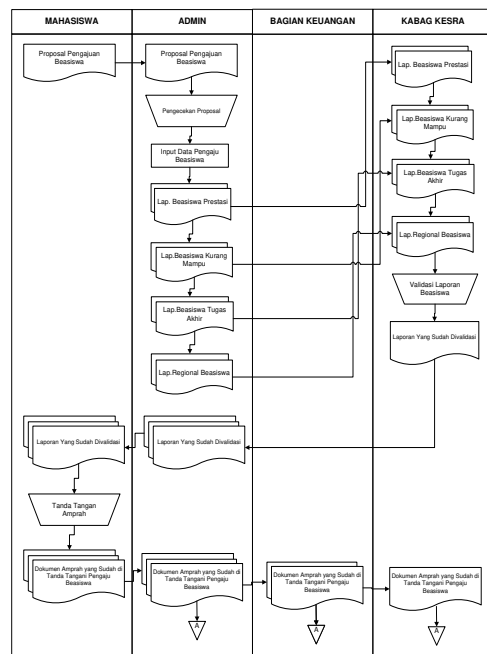 MAHASISWA
ADMIN
BAGIAN KEUANGAN
KABAG KESRA
Proposal Pengajuan
Beasiswa
Proposal Pengajuan
Beasiswa
Pengecekan Proposal
Input Data Pengaju
Beasiswa
Lap. Beasiswa Prestasi
Lap.Beasiswa Kurang
Mampu
Lap.Beasiswa Tugas
Akhir
Lap.Regional Beasiswa
Lap. Beasiswa Prestasi
Lap.Beasiswa Kurang
Mampu
Lap.Beasiswa Tugas
Akhir
Lap.Regional Beasiswa
Validasi Laporan
Beasiswa
Laporan Yang Sudah Divalidasi
Laporan Yang Sudah Divalidasi
Laporan Yang Sudah Divalidasi
Tanda Tangan
Amprah
Dokumen Amprah yang Sudah di
Tanda Tangani Pengaju
Beasiswa
Dokumen Amprah yang Sudah di
Tanda Tangani Pengaju
Beasiswa
Dokumen Amprah yang Sudah di
Tanda Tangani Pengaju
Beasiswa
Dokumen Amprah yang Sudah di
Tanda Tangani Pengaju
Beasiswa
A
A
A